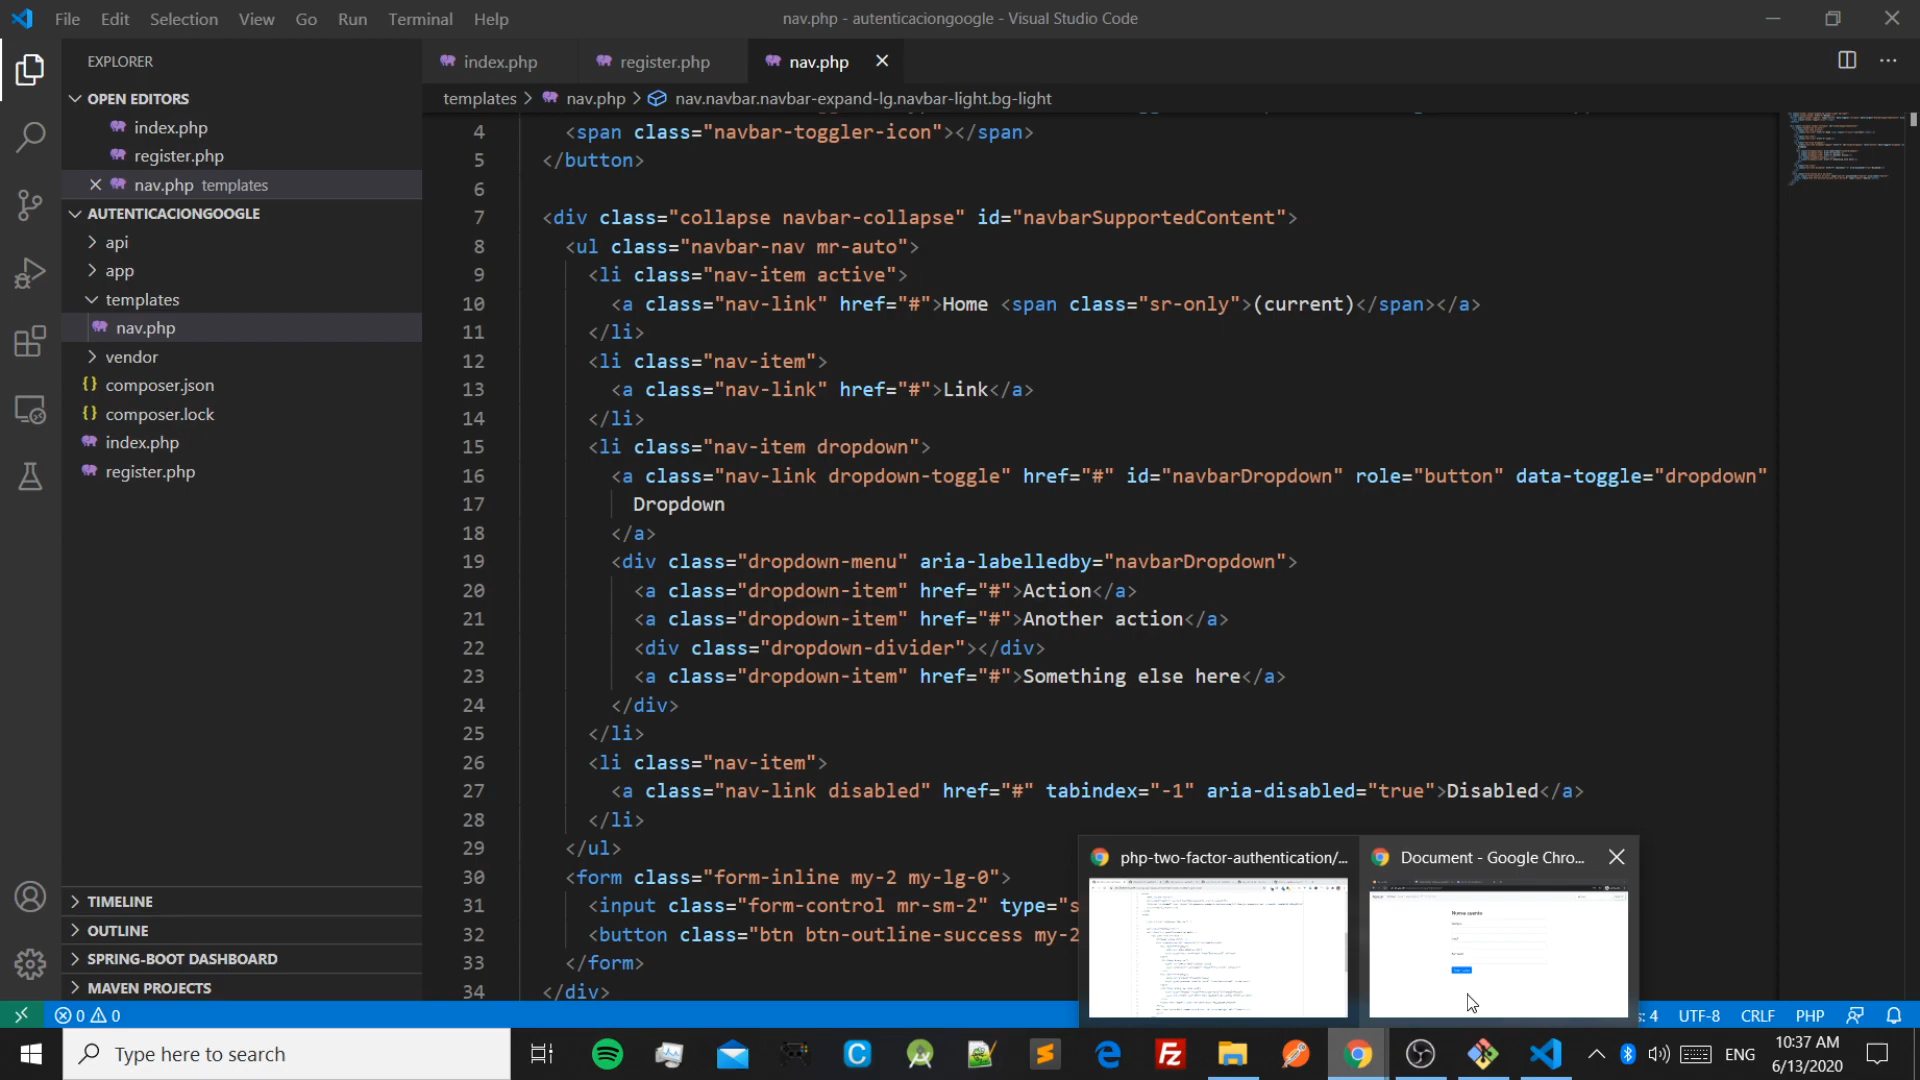 File Edit Selection View Go Run Terminal Help
nav.php - autenticaciongoogle - Visual Studio Code
EXPLORER
OPEN EDITORS
index.php
register.php
nav.php templates
AUTENTICACIONGOOGLE
api
app
templates
nav.php
vendor
composer.json
composer.lock
index.php
register.php
TIMELINE
OUTLINE
SPRING-BOOT DASHBOARD
MAVEN PROJECTS
index.php register.php nav.php
templates > nav.php > nav.navbar.navbar-expand-lg.navbar-light.bg-light
4 <span class="navbar-toggler-icon"></span>
5 </button>
6
7 <div class="collapse navbar-collapse" id="navbarSupportedContent">
8 <ul class="navbar-nav mr-auto">
9 <li class="nav-item active">
10 <a class="nav-link" href="#">Home <span class="sr-only">(current)</span></a>
11 </li>
12 <li class="nav-item">
13 <a class="nav-link" href="#">Link</a>
14 </li>
15 <li class="nav-item dropdown">
16 <a class="nav-link dropdown-toggle" href="#" id="navbarDropdown" role="button" data-toggle="dropdown"
17 Dropdown
18 </a>
19 <div class="dropdown-menu" aria-labelledby="navbarDropdown">
20 <a class="dropdown-item" href="#">Action</a>
21 <a class="dropdown-item" href="#">Another action</a>
22 <div class="dropdown-divider"></div>
23 <a class="dropdown-item" href="#">Something else here</a>
24 </div>
25 </li>
26 <li class="nav-item">
27 <a class="nav-link disabled" href="#" tabindex="-1" aria-disabled="true">Disabled</a>
28 </li>
29 </ul>
30 <form class="form-inline my-2 my-lg-0">
31 <input class="form-control mr-sm-2" type="s
32 <button class="btn btn-outline-success my-2
33 </form>
34 </div>
php-two-factor-authentication/...
Document - Google Chro...
Nueva cuenta
0 0
: 4 UTF-8 CRLF PHP
Type here to search
ENG
10:37 AM
6/13/2020